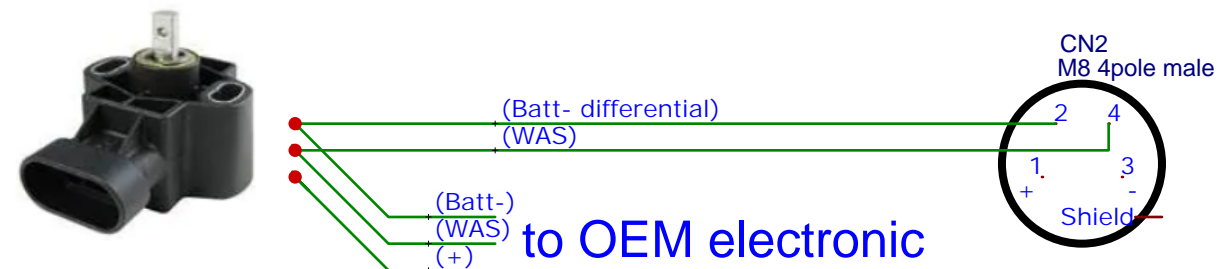 CN2
M8 4pole male
(Batt- differential)
2 4
(WAS)
1 3
+ -
(Batt-)
Shield
(WAS) to OEM electronic
(+)